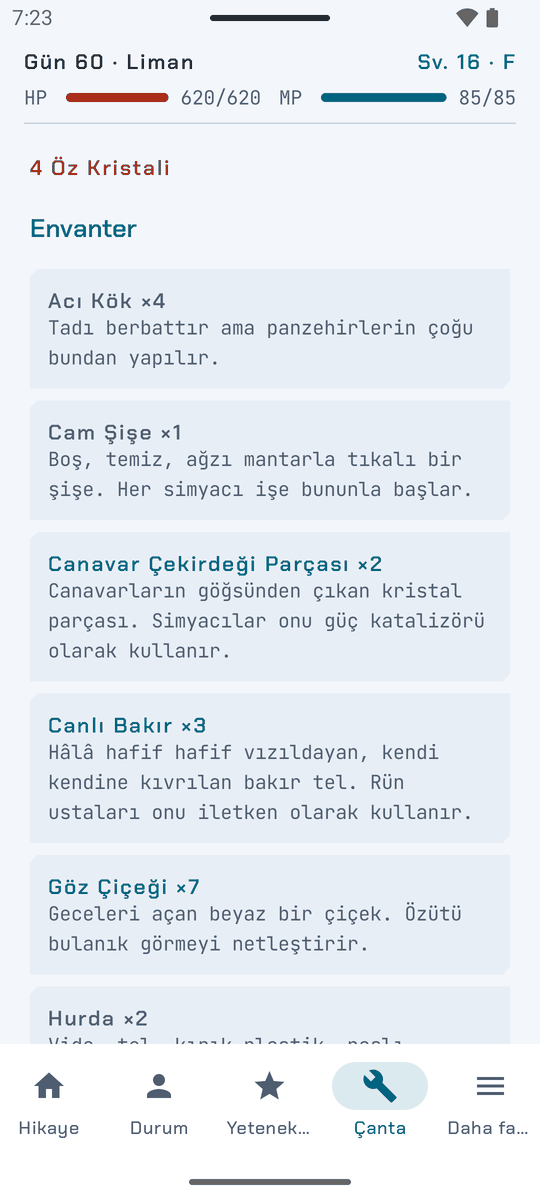 7:23
Gün 60 · Liman
Sv. 16 · F
HP 620/620 MP 85/85
4 Öz Kristali
Envanter
Acı Kök ×4
Tadı berbattır ama panzehirlerin çoğu
bundan yapılır.
Cam Şişe ×1
Boş, temiz, ağzı mantarla tıkalı bir
şişe. Her simyacı işe bununla başlar.
Canavar Çekirdeği Parçası ×2
Canavarların göğsünden çıkan kristal
parçası. Simyacılar onu güç katalizörü
olarak kullanır.
Canlı Bakır ×3
Hâlâ hafif hafif vızıldayan, kendi
kendine kıvrılan bakır tel. Rün
ustaları onu iletken olarak kullanır.
Göz Çiçeği ×7
Geceleri açan beyaz bir çiçek. Özütü
bulanık görmeyi netleştirir.
Hurda ×2
Hikaye
Durum
Yetenek…
Çanta
Daha fa…